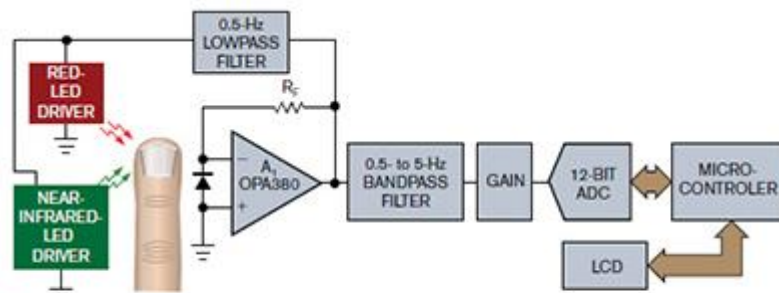 0.5-Hz
LOWPASS
FILTER
RED-
LED
DRIVER
RF
NEAR-
INFRARED-
LED
DRIVER
−
A1
OPA380
+
0.5- to 5-Hz
BANDPASS
FILTER
GAIN
12-BIT
ADC
MICRO-
CONTROLER
LCD